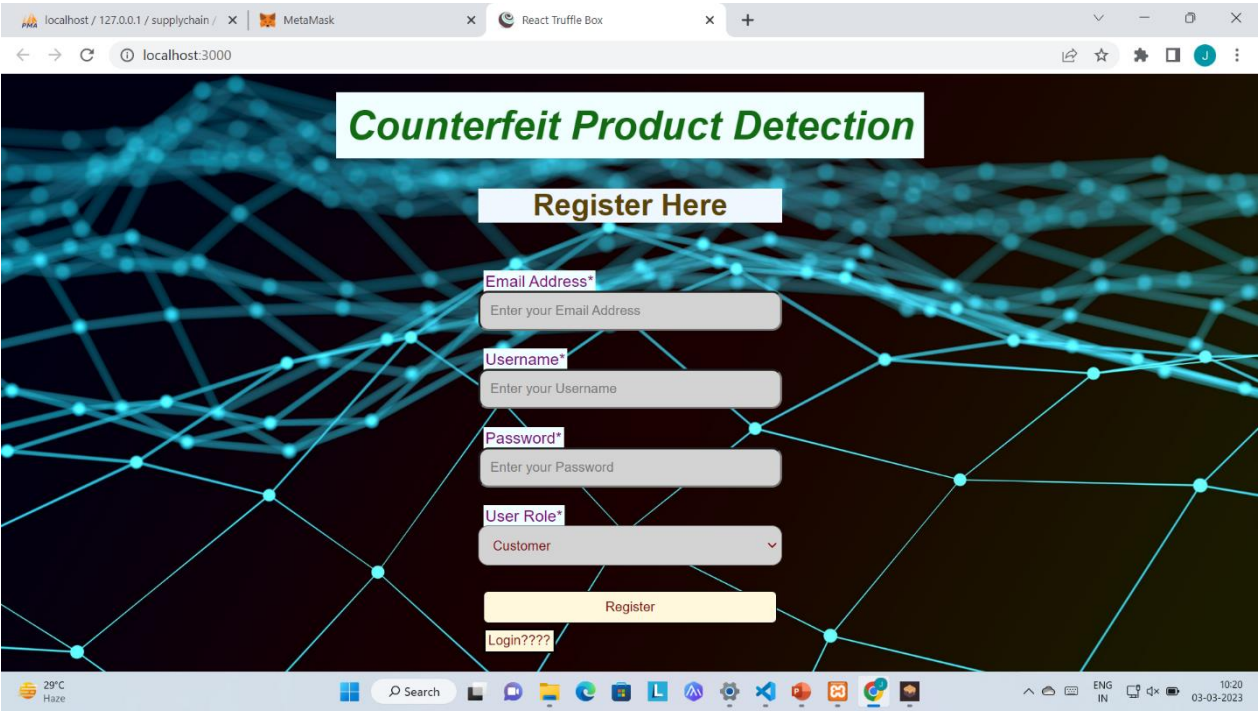 localhost / 127.0.0.1 / supplychain /
MetaMask
React Truffle Box
localhost:3000
J
Counterfeit Product Detection
Register Here
Email Address*
Enter your Email Address
Username*
Enter your Username
Password*
Enter your Password
User Role*
Customer
Register
Login????
29°C
Haze
Search
ENG
IN
10:20
03-03-2023